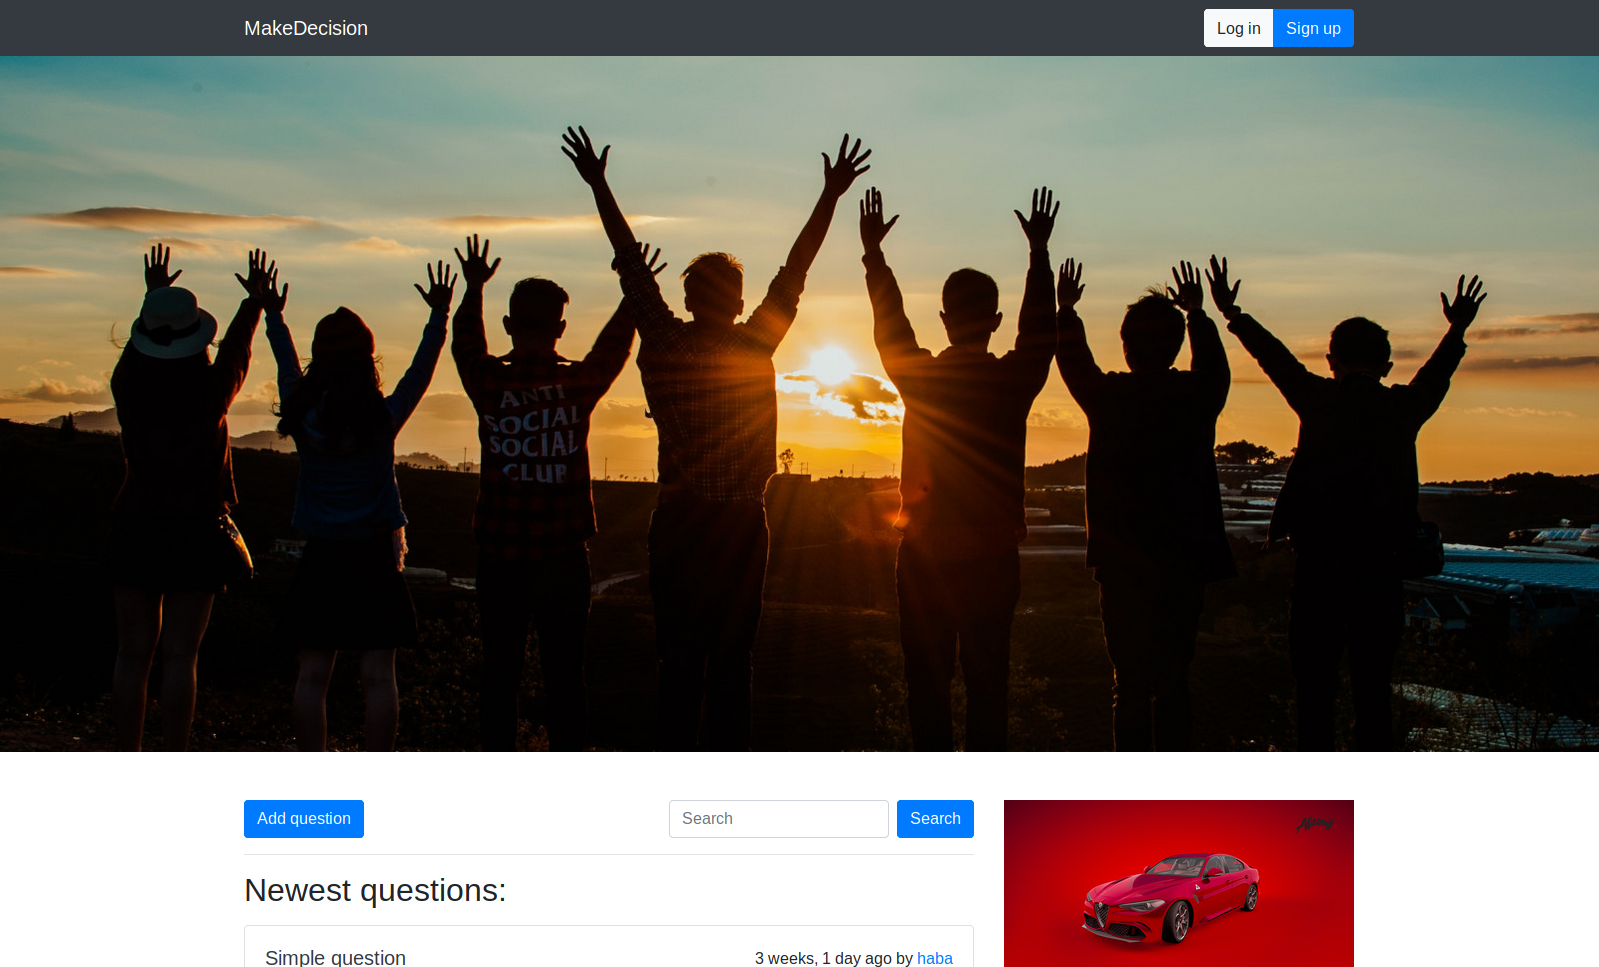 MakeDecision
Log in
Sign up
ANTI
SOCIAL
SOCIAL
CLUB
Add question
Search
Search
Newest questions:
Simple question
3 weeks, 1 day ago by haba